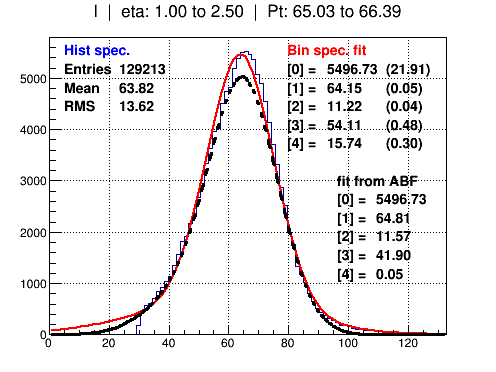 I | eta: 1.00 to 2.50 | Pt: 65.03 to 66.39
Hist spec.
Entries 129213
Mean 63.82
RMS 13.62
Bin spec. fit
[0] = 5496.73 (21.91)
[1] = 64.15 (0.05)
[2] = 11.22 (0.04)
[3] = 54.11 (0.48)
[4] = 15.74 (0.30)
fit from ABF
[0] = 5496.73
[1] = 64.81
[2] = 11.57
[3] = 41.90
[4] = 0.05
5000
4000
3000
2000
1000
0
0 20 40 60 80 100 120